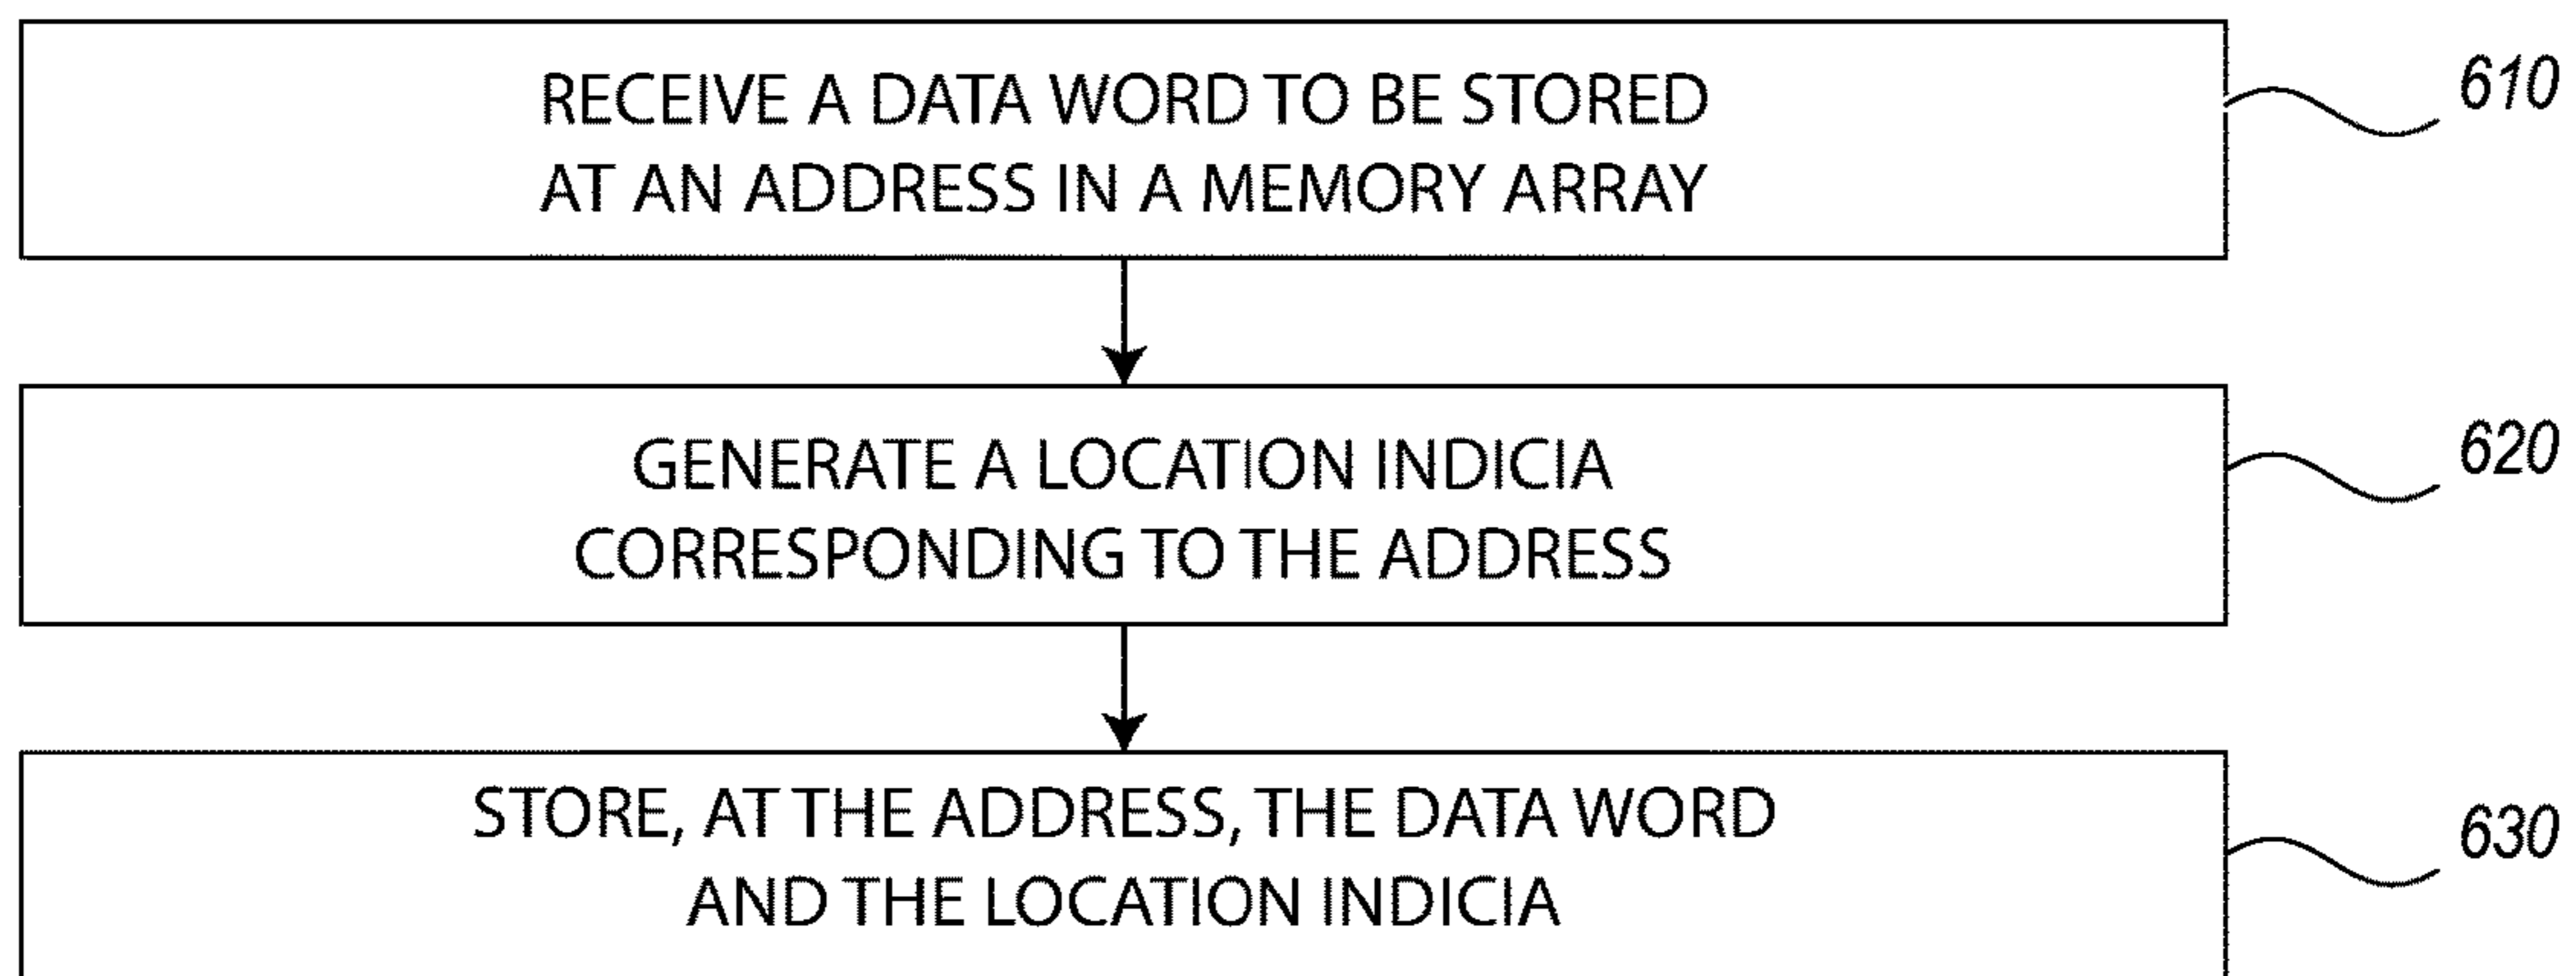 RECEIVE A DATA WORD TO BE STORED
AT AN ADDRESS IN A MEMORY ARRAY
610
GENERATE A LOCATION INDICIA
CORRESPONDING TO THE ADDRESS
620
STORE, AT THE ADDRESS, THE DATA WORD
AND THE LOCATION INDICIA
630